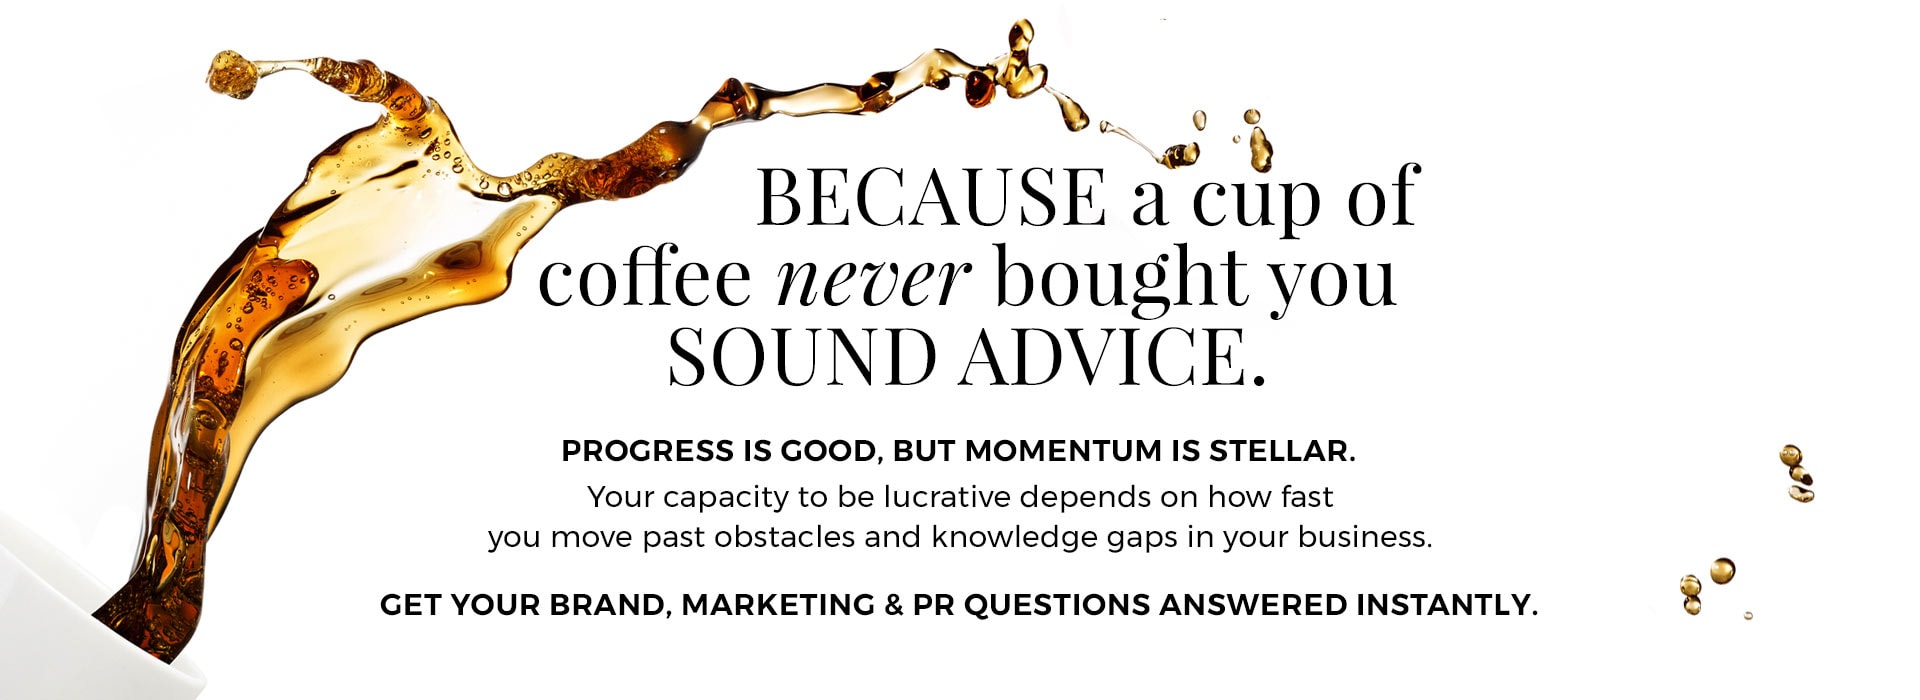 BECAUSE a cup of
coffee never bought you
SOUND ADVICE.
PROGRESS IS GOOD, BUT MOMENTUM IS STELLAR.
Your capacity to be lucrative depends on how fast
you move past obstacles and knowledge gaps in your business.
GET YOUR BRAND, MARKETING & PR QUESTIONS ANSWERED INSTANTLY.